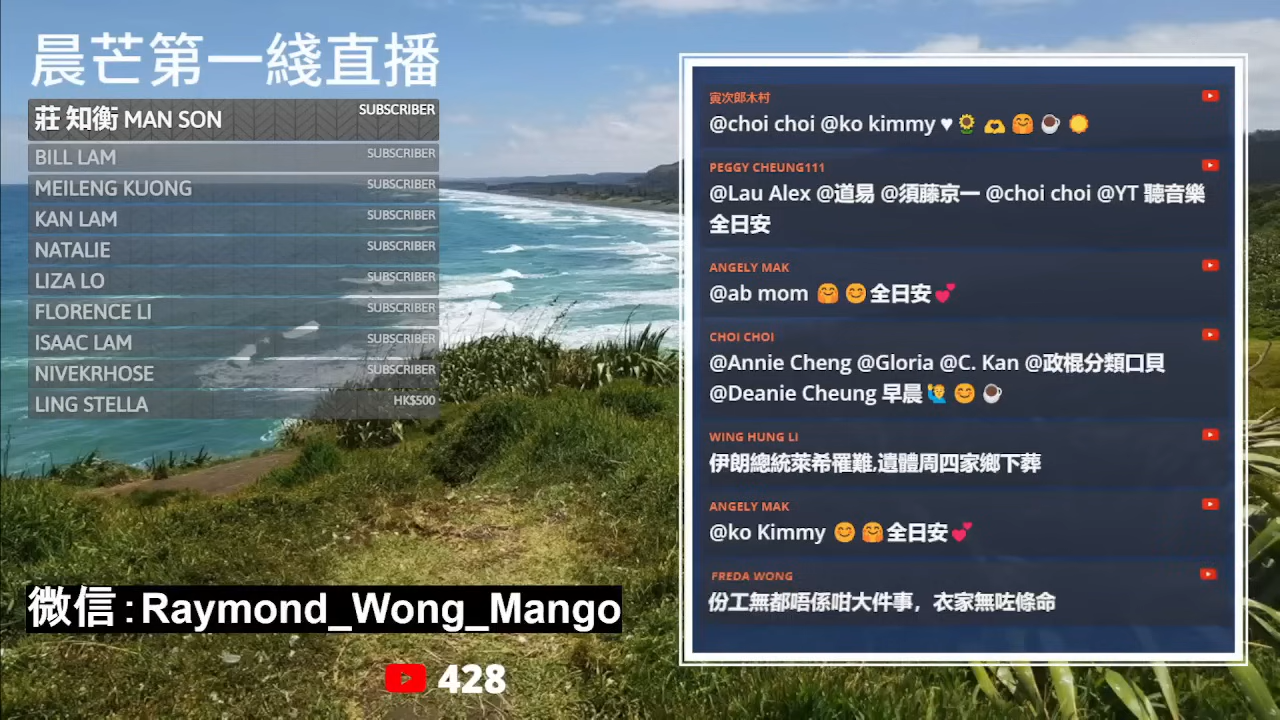 晨芒第一綫直播
莊 知衡 MAN SON SUBSCRIBER
BILL LAM SUBSCRIBER
MEILENG KUONG SUBSCRIBER
KAN LAM SUBSCRIBER
NATALIE SUBSCRIBER
LIZA LO SUBSCRIBER
FLORENCE LI SUBSCRIBER
ISAAC LAM SUBSCRIBER
NIVEKRHOSE SUBSCRIBER
LING STELLA HK$500
微信:Raymond_Wong_Mango
428
寅次郎木村
@choi choi @ko kimmy ♥🌻 🫶 🤗 ☕ 🌞
PEGGY CHEUNG111
@Lau Alex @道易 @須藤京一 @choi choi @YT 聽音樂
全日安
ANGELY MAK
@ab mom 🤗 😊全日安💕
CHOI CHOI
@Annie Cheng @Gloria @C. Kan @政棍分類口貝
@Deanie Cheung 早晨🙋‍♂️ 😊 ☕
WING HUNG LI
伊朗總統萊希罹難,遺體周四家鄉下葬
ANGELY MAK
@ko Kimmy 😊 🤗全日安💕
FREDA WONG
份工無都唔係咁大件事，衣家無咗條命